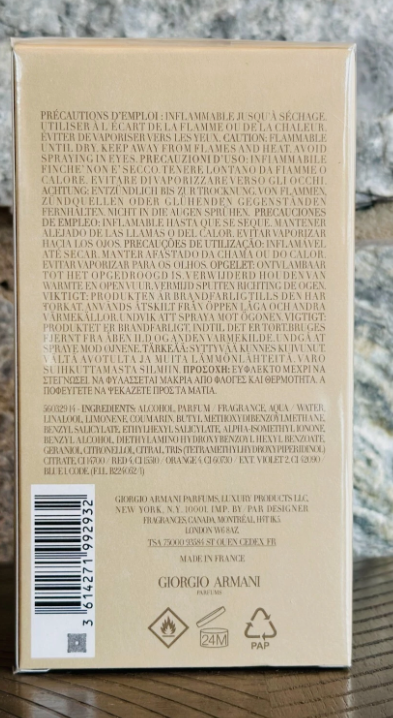 PRÉCAUTIONS D'EMPLOI : INFLAMMABLE JUSQU'À SÉCHAGE.
UTILISER À L'ÉCART DE LA FLAMME OU DE LA CHALEUR.
ÉVITER DE VAPORISER VERS LES YEUX. CAUTION: FLAMMABLE
UNTIL DRY. KEEP AWAY FROM FLAMES AND HEAT. AVOID
SPRAYING IN EYES. PRECAUZIONI D'USO: INFIAMMABILE
FINCHE' NON E' SECCO. TENERE LONTANO DA FIAMME O
CALORE. EVITARE DI VAPORIZZARE VERSO GLI OCCHI.
ACHTUNG: ENTZÜNDLICH BIS ZUR TROCKNUNG. VON FLAMMEN,
ZÜNDQUELLEN ODER GLÜHENDEN GEGENSTÄNDEN
FERNHALTEN. NICHT IN DIE AUGEN SPRÜHEN. PRECAUCIONES
DE EMPLEO: INFLAMABLE HASTA QUE SE SEQUE. MANTENER
ALEJADO DE LAS LLAMAS O DEL CALOR. EVITAR VAPORIZAR
HACIA LOS OJOS. PRECAUÇÕES DE UTILIZAÇÃO: INFLAMÁVEL
ATÉ SECAR. MANTER AFASTADO DA CHAMA OU DO CALOR.
EVITAR VAPORIZAR PARA OS OLHOS. OPGELET: ONTVLAMBAAR
TOT HET OPGEDROOGD IS. VERWIJDERD HOUDEN VAN
WARMTE EN OPEN VUUR. VERMIJD SPUITEN RICHTING DE OGEN.
VIKTIGT: PRODUKTEN ÄR BRANDFARLIG TILLS DEN HAR
TORKAT. ANVÄNDS ÅTSKILT FRÅN ÖPPEN LÅGA OCH ANDRA
VÄRMEKÄLLOR. UNDVIK ATT SPRAYA MOT ÖGONEN. VIGTIGT:
PRODUKTET ER BRANDFARLIGT, INDTIL DET ER TØRT. BRUGES
FJERNT FRA ÅBEN ILD OG ANDEN VARMEKILDE. UNDGÅ AT
SPRAYE MOD ØJNENE. TÄRKEÄÄ: SYTTYVÄÄ KUNNES KUIVUNUT.
VÄLTÄ AVOTULTA JA MUITA LÄMMÖNLÄHTEITÄ. VARO
SUIHKUTTAMASTA SILMIIN. ΠΡΟΣΟΧΗ: ΕΥΦΛΕΚΤΟ ΜΕΧΡΙ ΝΑ
ΣΤΕΓΝΩΣΕΙ. ΝΑ ΦΥΛΑΣΣΕΤΑΙ ΜΑΚΡΙΑ ΑΠΟ ΦΛΟΓΕΣ ΚΑΙ ΘΕΡΜΟΤΗΤΑ. Α
ΠΟΦΕΥΓΕΤΕ ΝΑ ΨΕΚΑΖΕΤΕ ΠΡΟΣ ΤΑ ΜΑΤΙΑ.
560329 14 - INGREDIENTS: ALCOHOL, PARFUM / FRAGRANCE, AQUA / WATER,
LINALOOL, LIMONENE, COUMARIN, BUTYL METHOXYDIBENZOYLMETHANE,
BENZYL SALICYLATE, ETHYLHEXYL SALICYLATE, ALPHA-ISOMETHYL IONONE,
BENZYL ALCOHOL, DIETHYLAMINO HYDROXYBENZOYL HEXYL BENZOATE,
GERANIOL, CITRONELLOL, CITRAL, TRIS (TETRAMETHYLHYDROXYPIPERIDINOL)
CITRATE, CI 14700 / RED 4, CI 15510 / ORANGE 4, CI 60730 / EXT. VIOLET 2, CI 42090 /
BLUE 1. CODE (F.I.L. B224062/1)
GIORGIO ARMANI PARFUMS, LUXURY PRODUCTS LLC,
NEW YORK, N.Y. 10001. IMP. BY/PAR DESIGNER
FRAGRANCES CANADA, MONTRÉAL, H4T 1K5
LONDON W6 8AZ
TSA 75000 93584 ST OUEN CEDEX FR
MADE IN FRANCE
GIORGIO ARMANI
PARFUMS
3 614271 992932
24M
PAP